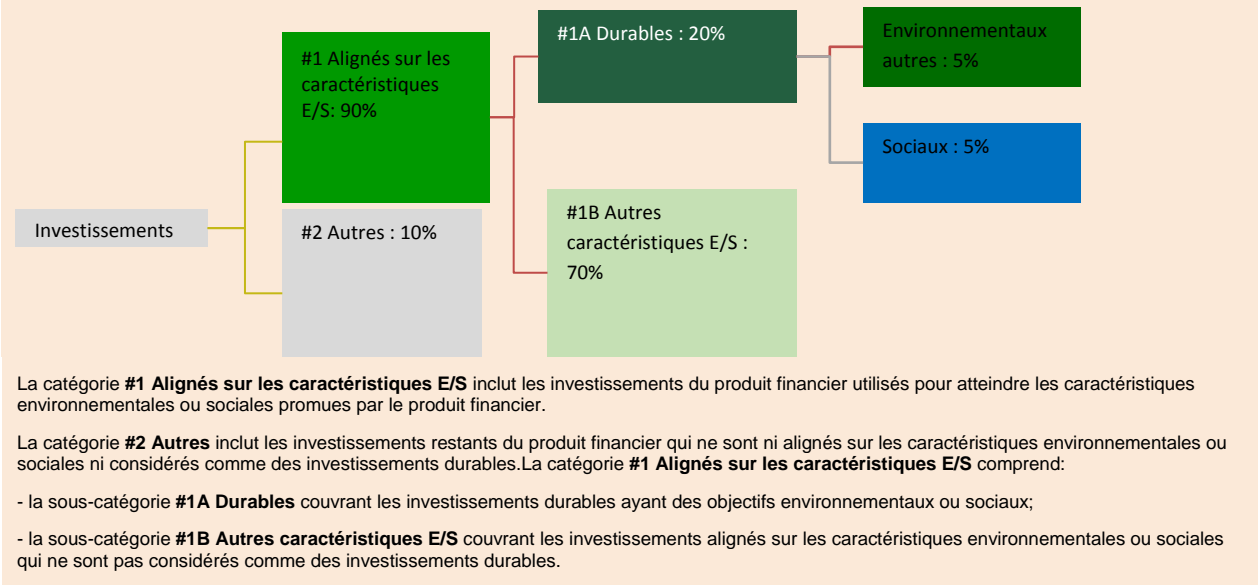 Investissements
#1 Alignés sur les
caractéristiques
E/S: 90%
#2 Autres : 10%
#1A Durables : 20%
#1B Autres
caractéristiques E/S :
70%
Environnementaux
autres : 5%
Sociaux : 5%
La catégorie #1 Alignés sur les caractéristiques E/S inclut les investissements du produit financier utilisés pour atteindre les caractéristiques
environnementales ou sociales promues par le produit financier.
La catégorie #2 Autres inclut les investissements restants du produit financier qui ne sont ni alignés sur les caractéristiques environnementales ou
sociales ni considérés comme des investissements durables.La catégorie #1 Alignés sur les caractéristiques E/S comprend:
- la sous-catégorie #1A Durables couvrant les investissements durables ayant des objectifs environnementaux ou sociaux;
- la sous-catégorie #1B Autres caractéristiques E/S couvrant les investissements alignés sur les caractéristiques environnementales ou sociales
qui ne sont pas considérés comme des investissements durables.